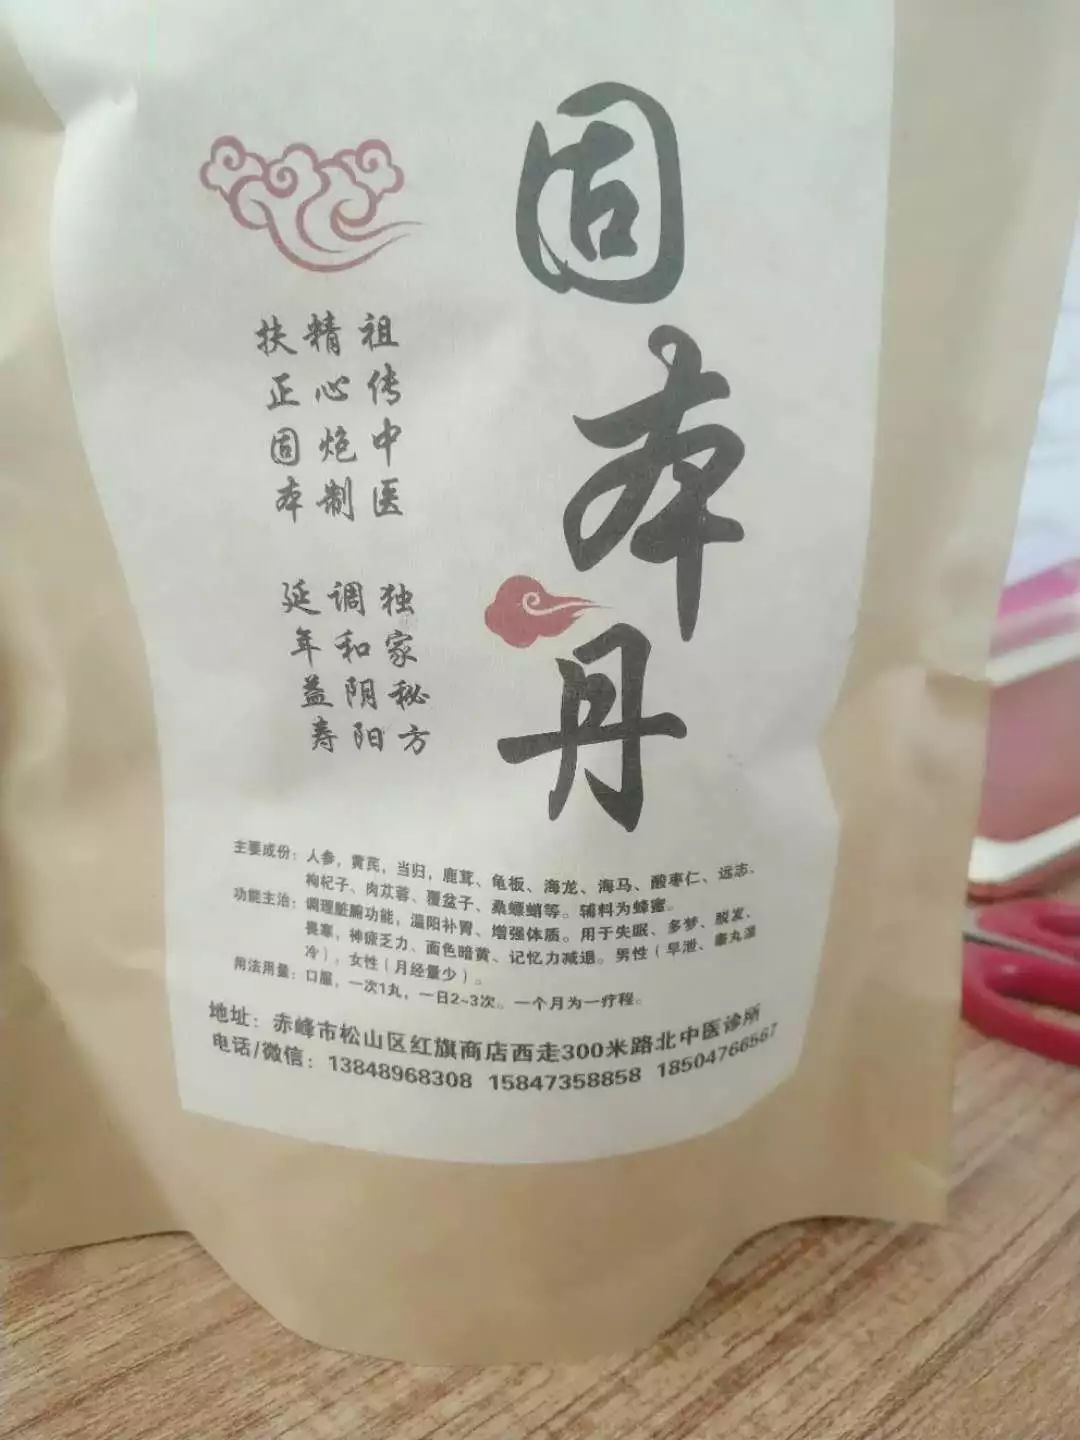 固本丹
祖传中医
精心炮制
扶正固本
独家秘方
调和阴阳
延年益寿
主要成份：人参，黄芪，当归，鹿茸、龟板、海龙、海马、酸枣仁、远志、
枸杞子、肉苁蓉、覆盆子、桑螵蛸等。辅料为蜂蜜。
功能主治：调理脏腑功能，温阳补肾、增强体质。用于失眠、多梦、脱发、
畏寒，神疲乏力、面色暗黄、记忆力减退。男性（早泄、睾丸湿
冷），女性（月经量少）。
用法用量：口服，一次1丸，一日2~3次。一个月为一疗程。
地址：赤峰市松山区红旗商店西走300米路北中医诊所
电话/微信：13848968308 15847358858 18504766567